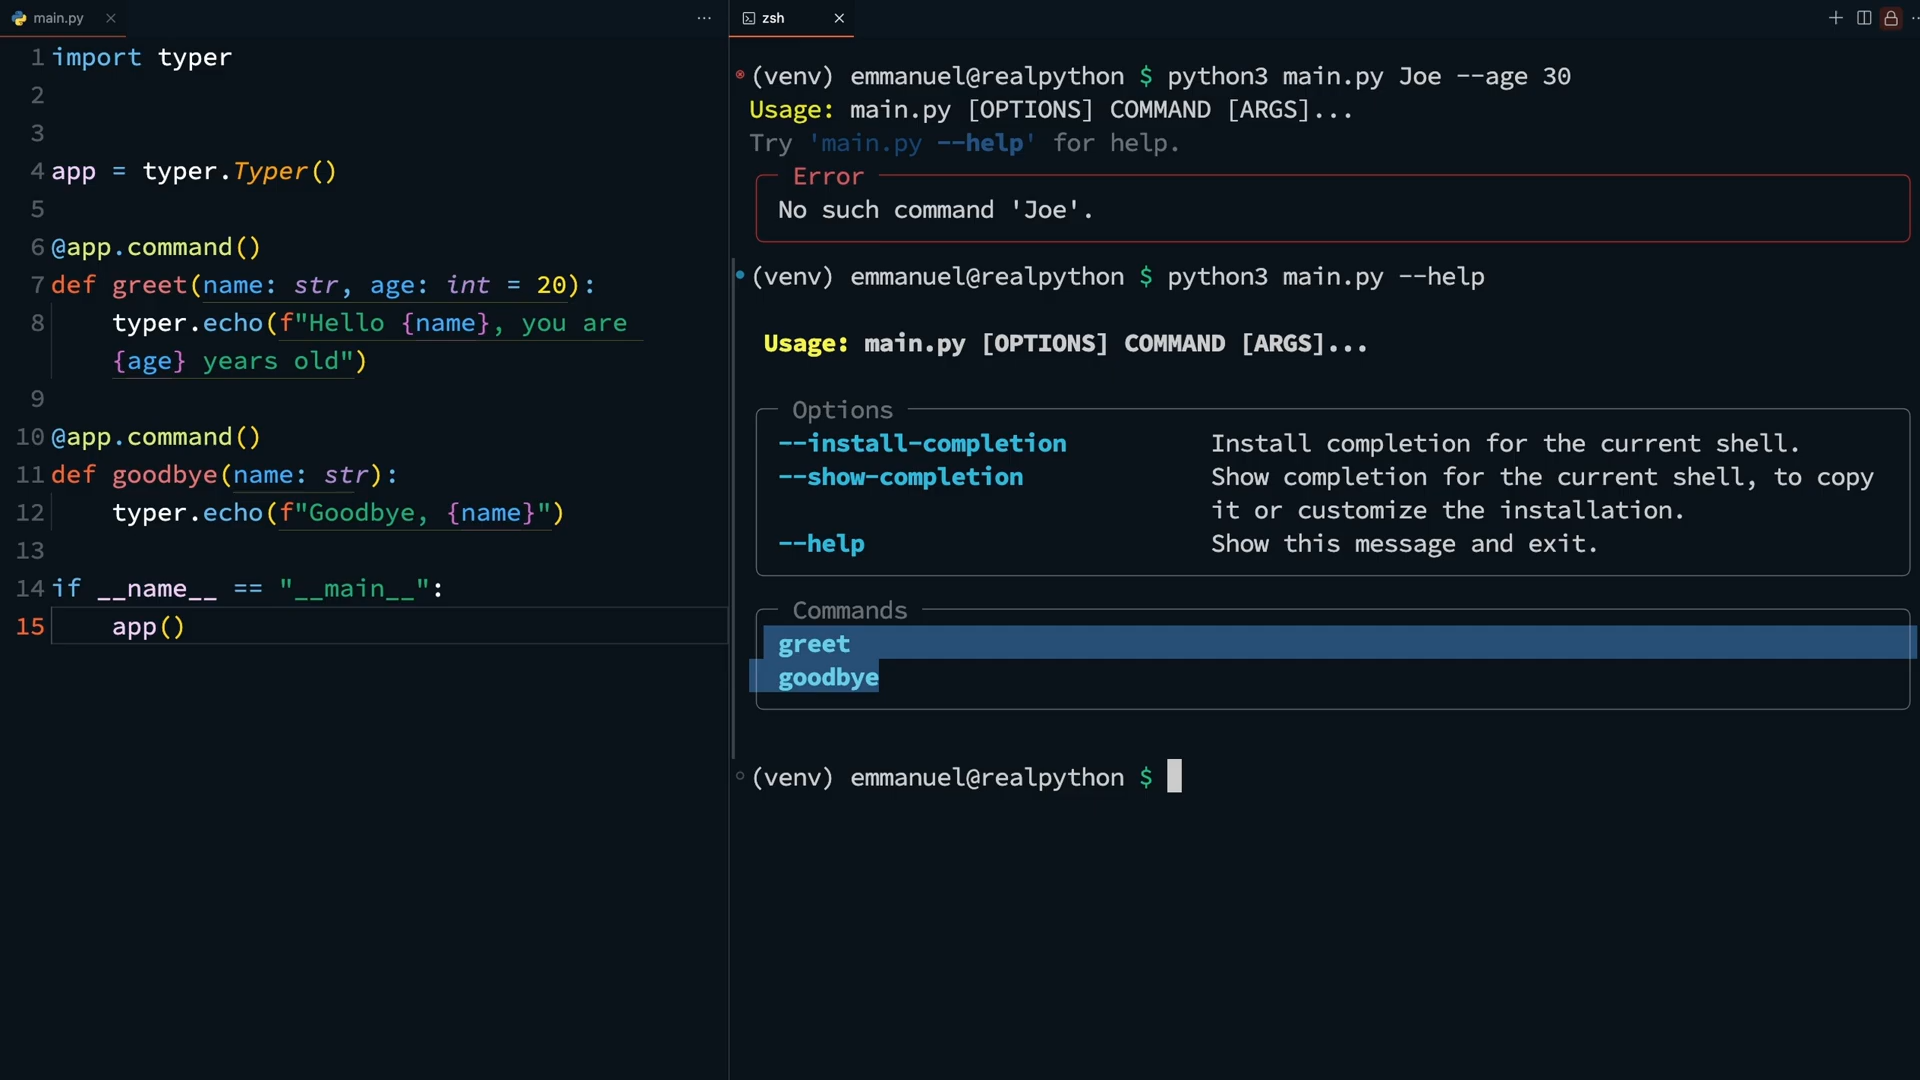 main.py
1 import typer
2
3
4 app = typer.Typer()
5
6 @app.command()
7 def greet(name: str, age: int = 20):
8 typer.echo(f"Hello {name}, you are
{age} years old")
9
10 @app.command()
11 def goodbye(name: str):
12 typer.echo(f"Goodbye, {name}")
13
14 if __name__ == "__main__":
15 app()
zsh
(venv) emmanuel@realpython $ python3 main.py Joe --age 30
Usage: main.py [OPTIONS] COMMAND [ARGS]...
Try 'main.py --help' for help.
Error
No such command 'Joe'.
(venv) emmanuel@realpython $ python3 main.py --help
Usage: main.py [OPTIONS] COMMAND [ARGS]...
Options
--install-completion Install completion for the current shell.
--show-completion Show completion for the current shell, to copy
it or customize the installation.
--help Show this message and exit.
Commands
greet
goodbye
(venv) emmanuel@realpython $